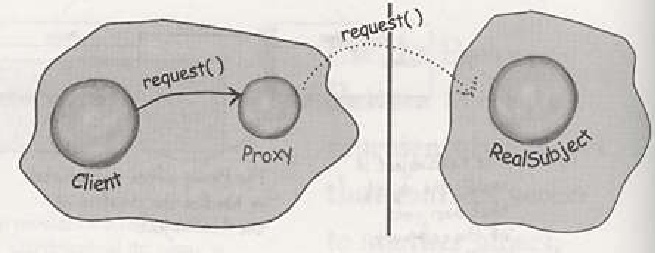 request()
request()
Client
Proxy
RealSubject